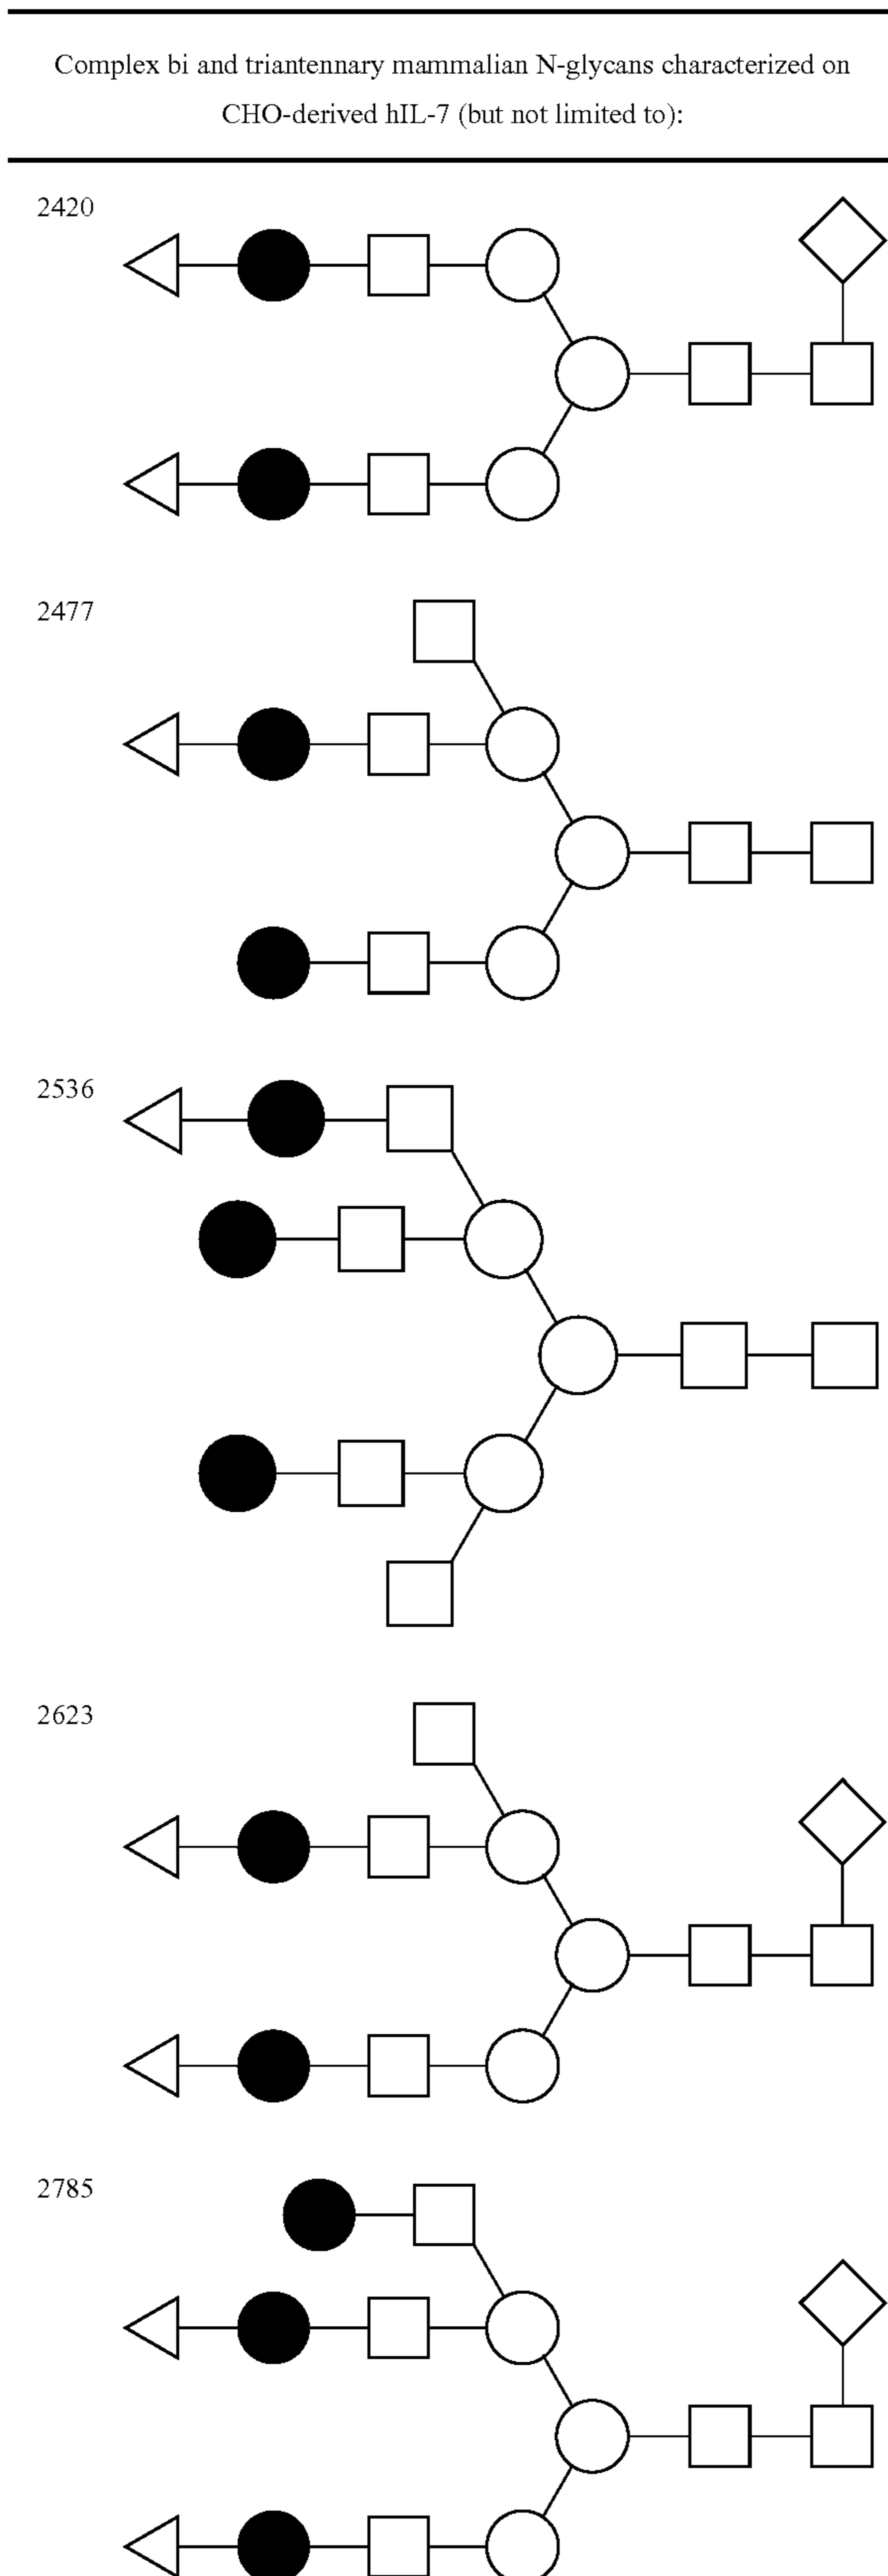 Complex bi and triantennary mammalian N-glycans characterized on
CHO-derived hIL-7 (but not limited to):
2420
2477
2536
2623
2785